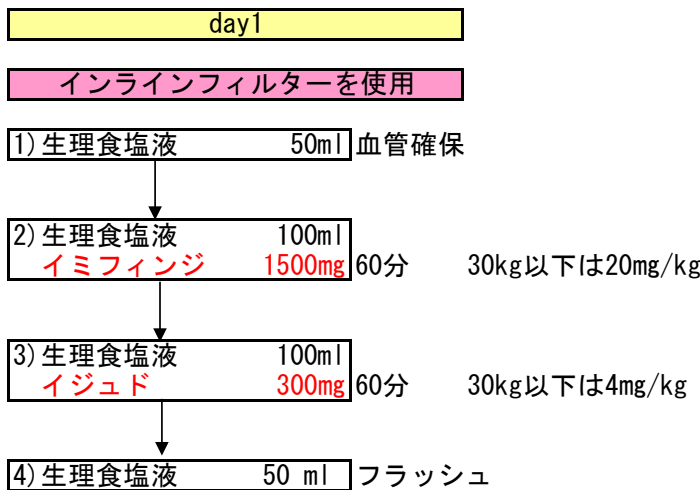 day1
インラインフィルターを使用
1)生理食塩液 50ml 血管確保
2)生理食塩液 100ml
イミフィンジ 1500mg 60分 30kg以下は20mg/kg
3)生理食塩液 100ml
イジュド 300mg 60分 30kg以下は4mg/kg
4)生理食塩液 50 ml フラッシュ